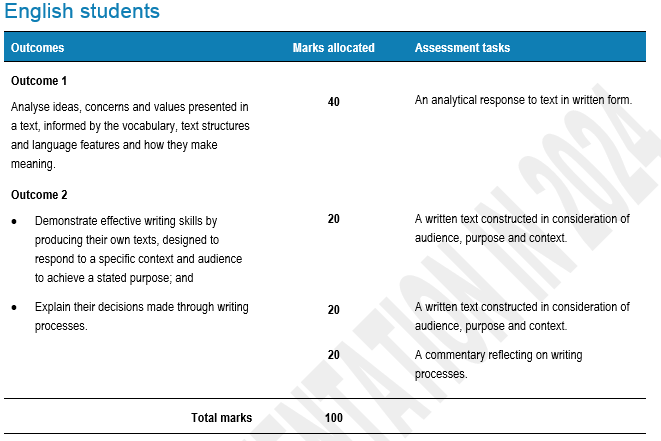 English students
Outcomes Marks allocated Assessment tasks
Outcome 1
Analyse ideas, concerns and values presented in
a text, informed by the vocabulary, text structures
and language features and how they make
meaning.
40 An analytical response to text in written form.
Outcome 2
• Demonstrate effective writing skills by
producing their own texts, designed to
respond to a specific context and audience
to achieve a stated purpose; and
20 A written text constructed in consideration of
audience, purpose and context.
• Explain their decisions made through writing
processes.
20 A written text constructed in consideration of
audience, purpose and context.
20 A commentary reflecting on writing
processes.
Total marks 100
ENTATION IN 2024